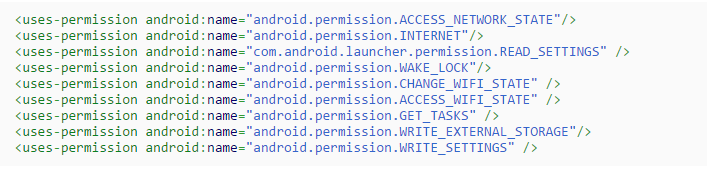 <uses-permission android:name="android.permission.ACCESS_NETWORK_STATE"/>
<uses-permission android:name="android.permission.INTERNET"/>
<uses-permission android:name="com.android.launcher.permission.READ_SETTINGS" />
<uses-permission android:name="android.permission.WAKE_LOCK"/>
<uses-permission android:name="android.permission.CHANGE_WIFI_STATE" />
<uses-permission android:name="android.permission.ACCESS_WIFI_STATE" />
<uses-permission android:name="android.permission.GET_TASKS" />
<uses-permission android:name="android.permission.WRITE_EXTERNAL_STORAGE"/>
<uses-permission android:name="android.permission.WRITE_SETTINGS" />